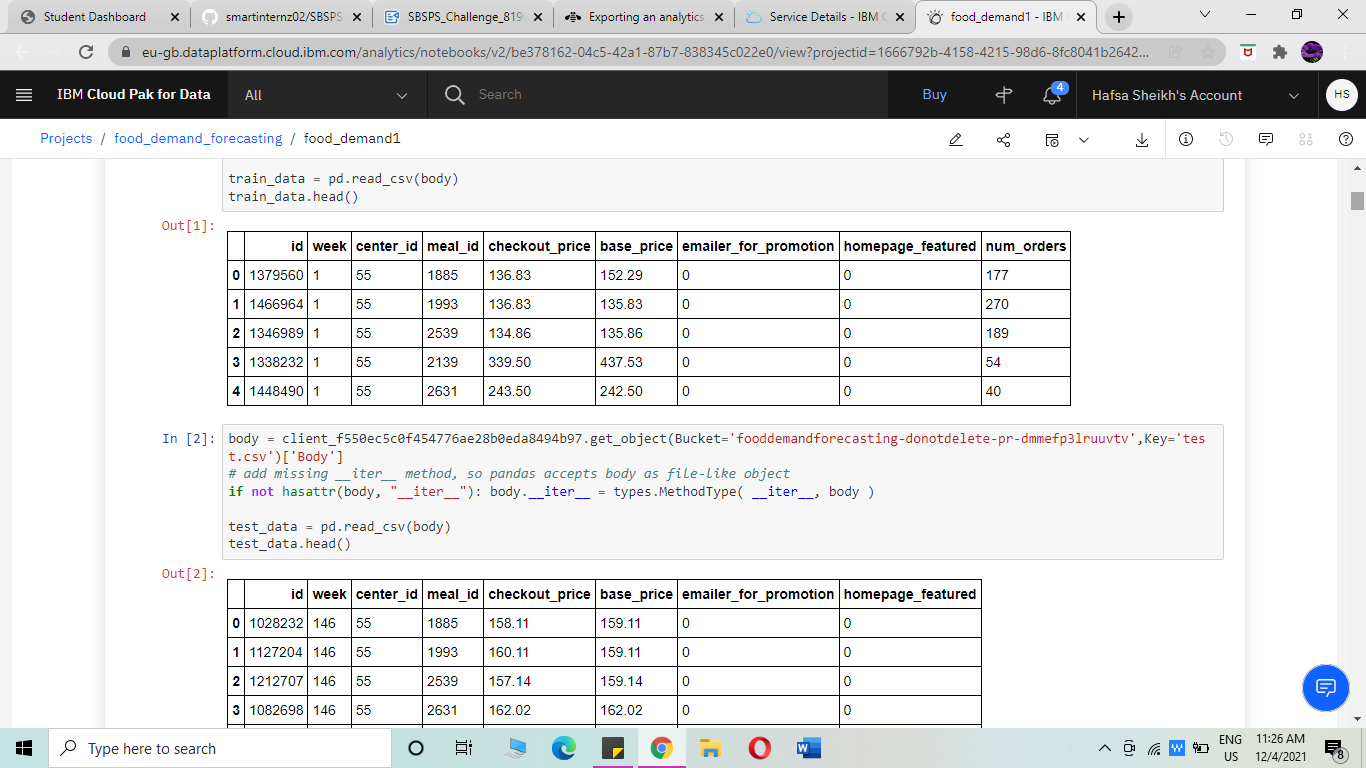 Student Dashboard
smartinternz02/SBSPS
SBSPS_Challenge_819
Exporting an analytics
Service Details - IBM C
food_demand1 - IBM
eu-gb.dataplatform.cloud.ibm.com/analytics/notebooks/v2/be378162-04c5-42a1-87b7-838345c022e0/view?projectid=1666792b-4158-4215-98d6-8fc8041b2642...
IBM Cloud Pak for Data
All
Search
Buy
4
Hafsa Sheikh's Account
HS
Projects / food_demand_forecasting / food_demand1
train_data = pd.read_csv(body)
train_data.head()
Out[1]:
id week center_id meal_id checkout_price base_price emailer_for_promotion homepage_featured num_orders
0 1379560 1 55 1885 136.83 152.29 0 0 177
1 1466964 1 55 1993 136.83 135.83 0 0 270
2 1346989 1 55 2539 134.86 135.86 0 0 189
3 1338232 1 55 2139 339.50 437.53 0 0 54
4 1448490 1 55 2631 243.50 242.50 0 0 40
In [2]: body = client_f550ec5c0f454776ae28b0eda8494b97.get_object(Bucket='fooddemandforecasting-donotdelete-pr-dmmefp3lruuvtv',Key='tes
t.csv')['Body']
# add missing __iter__ method, so pandas accepts body as file-like object
if not hasattr(body, "__iter__"): body.__iter__ = types.MethodType( __iter__, body )
test_data = pd.read_csv(body)
test_data.head()
Out[2]:
id week center_id meal_id checkout_price base_price emailer_for_promotion homepage_featured
0 1028232 146 55 1885 158.11 159.11 0 0
1 1127204 146 55 1993 160.11 159.11 0 0
2 1212707 146 55 2539 157.14 159.14 0 0
3 1082698 146 55 2631 162.02 162.02 0 0
Type here to search
ENG
US
11:26 AM
12/4/2021
8